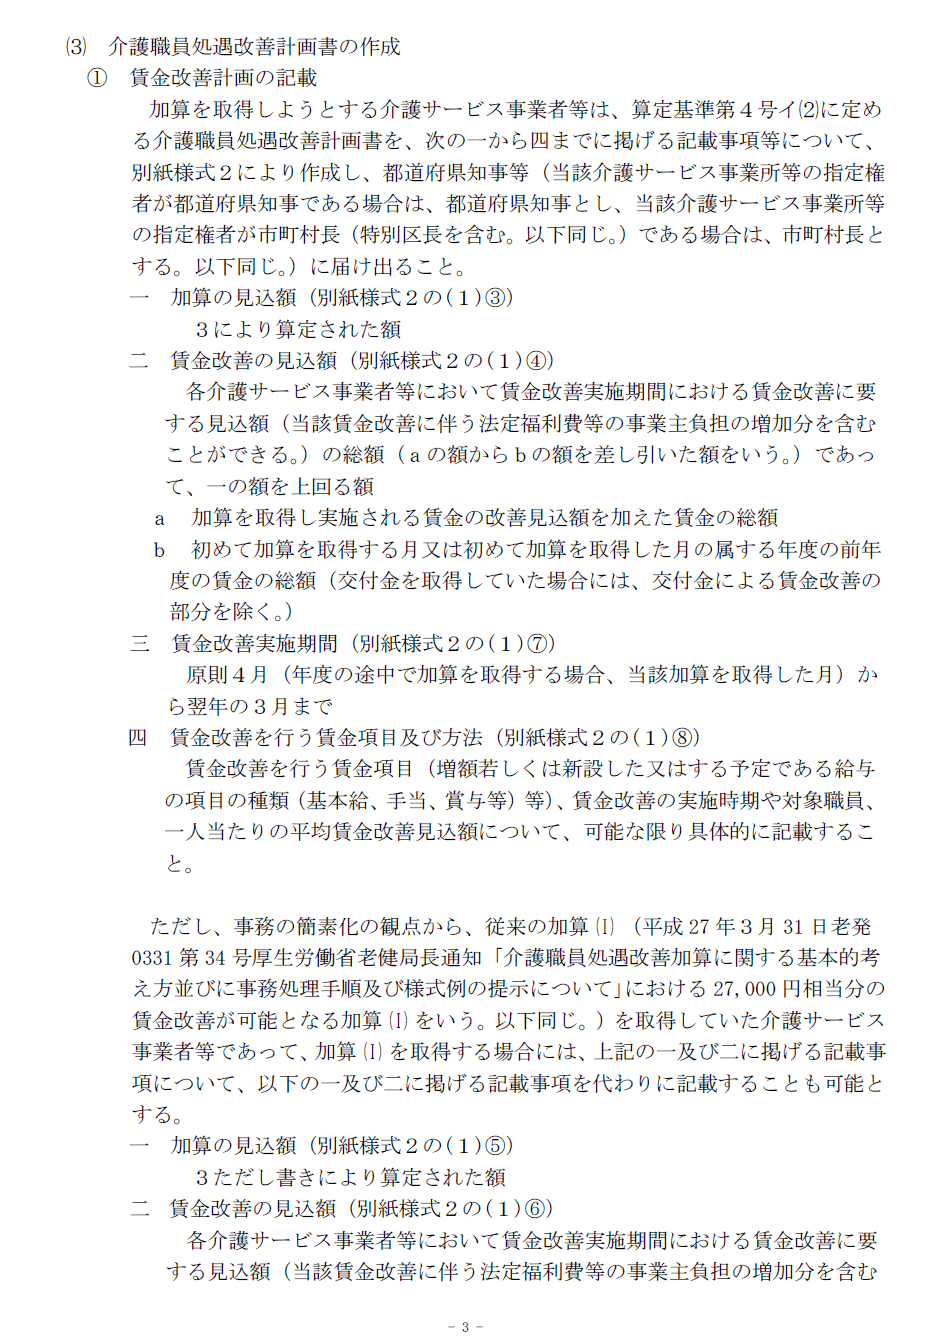 ⑶　介護職員処遇改善計画書の作成
①　賃金改善計画の記載
加算を取得しようとする介護サービス事業者等は、算定基準第４号イ⑵に定め
る介護職員処遇改善計画書を、次の一から四までに掲げる記載事項等について、
別紙様式２により作成し、都道府県知事等（当該介護サービス事業所等の指定権
者が都道府県知事である場合は、都道府県知事とし、当該介護サービス事業所等
の指定権者が市町村長（特別区長を含む。以下同じ。）である場合は、市町村長と
する。以下同じ。）に届け出ること。
一　加算の見込額（別紙様式２の(１)③）
３により算定された額
二　賃金改善の見込額（別紙様式２の(１)④）
各介護サービス事業者等において賃金改善実施期間における賃金改善に要
する見込額（当該賃金改善に伴う法定福利費等の事業主負担の増加分を含む
ことができる。）の総額（ａの額からｂの額を差し引いた額をいう。）であっ
て、一の額を上回る額
ａ　加算を取得し実施される賃金の改善見込額を加えた賃金の総額
ｂ　初めて加算を取得する月又は初めて加算を取得した月の属する年度の前年
度の賃金の総額（交付金を取得していた場合には、交付金による賃金改善の
部分を除く。）
三　賃金改善実施期間（別紙様式２の(１)⑦）
原則４月（年度の途中で加算を取得する場合、当該加算を取得した月）か
ら翌年の３月まで
四　賃金改善を行う賃金項目及び方法（別紙様式２の(１)⑧）
賃金改善を行う賃金項目（増額若しくは新設した又はする予定である給与
の項目の種類（基本給、手当、賞与等）等）、賃金改善の実施時期や対象職員、
一人当たりの平均賃金改善見込額について、可能な限り具体的に記載するこ
と。
ただし、事務の簡素化の観点から、従来の加算(Ⅰ)（平成 27 年３月 31 日老発
0331 第 34 号厚生労働省老健局長通知「介護職員処遇改善加算に関する基本的考
え方並びに事務処理手順及び様式例の提示について」における 27,000 円相当分の
賃金改善が可能となる加算(Ⅰ)をいう。以下同じ。）を取得していた介護サービス
事業者等であって、加算(Ⅰ)を取得する場合には、上記の一及び二に掲げる記載事
項について、以下の一及び二に掲げる記載事項を代わりに記載することも可能と
する。
一　加算の見込額（別紙様式２の(１)⑤）
３ただし書きにより算定された額
二　賃金改善の見込額（別紙様式２の(１)⑥）
各介護サービス事業者等において賃金改善実施期間における賃金改善に要
する見込額（当該賃金改善に伴う法定福利費等の事業主負担の増加分を含む
- 3 -